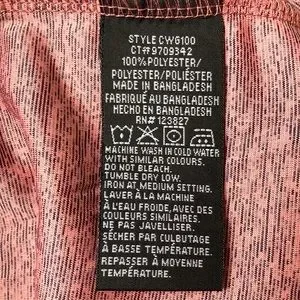 STYLE CWG100
CT#9709342
100% POLYESTER/
POLYESTER/POLIÉSTER
MADE IN BANGLADESH
FABRIQUÉ AU BANGLADESH
HECHO EN BANGLADESH
RN# 123827
MACHINE WASH IN COLD WATER
WITH SIMILAR COLOURS.
DO NOT BLEACH.
TUMBLE DRY LOW.
IRON AT MEDIUM SETTING.
LAVER À LA MACHINE
À L'EAU FROIDE, AVEC DES
COULEURS SIMILAIRES.
NE PAS JAVELLISER.
SÉCHER PAR CULBUTAGE
À BASSE TEMPÉRATURE.
REPASSER À MOYENNE
TEMPÉRATURE.